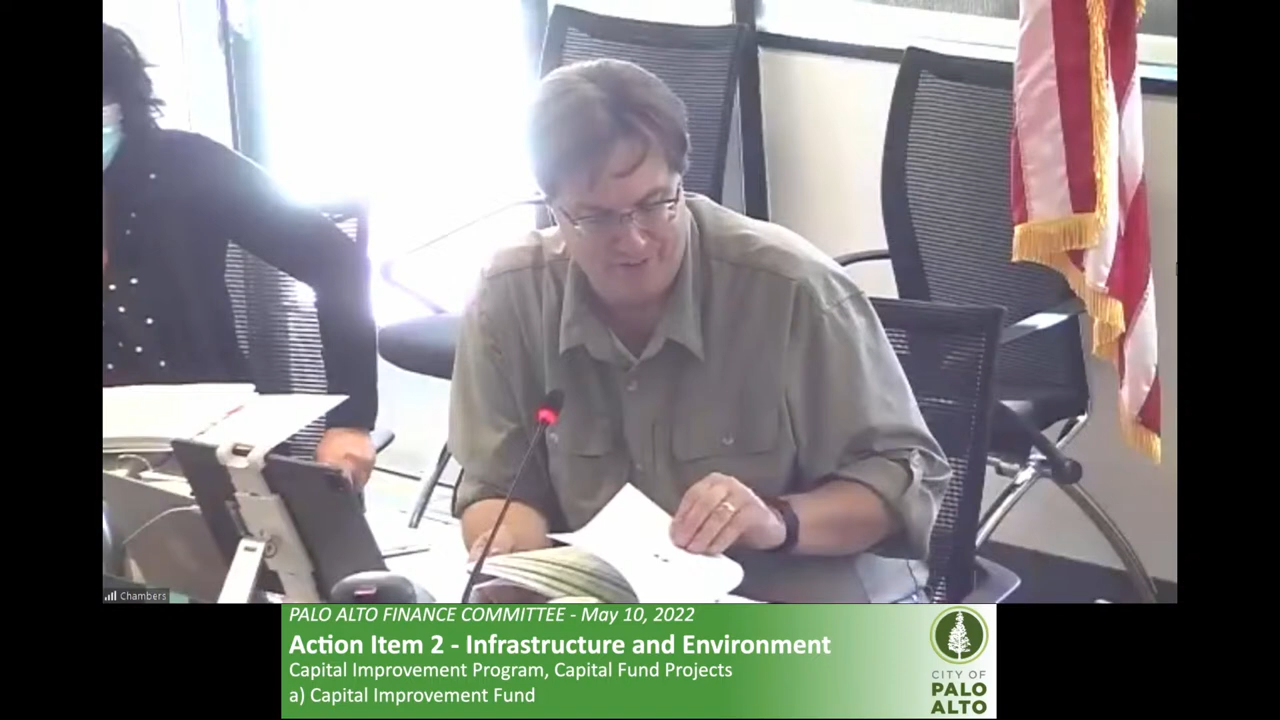 Chambers
PALO ALTO FINANCE COMMITTEE - May 10, 2022
Action Item 2 - Infrastructure and Environment
Capital Improvement Program, Capital Fund Projects
a) Capital Improvement Fund
CITY OF
PALO
ALTO